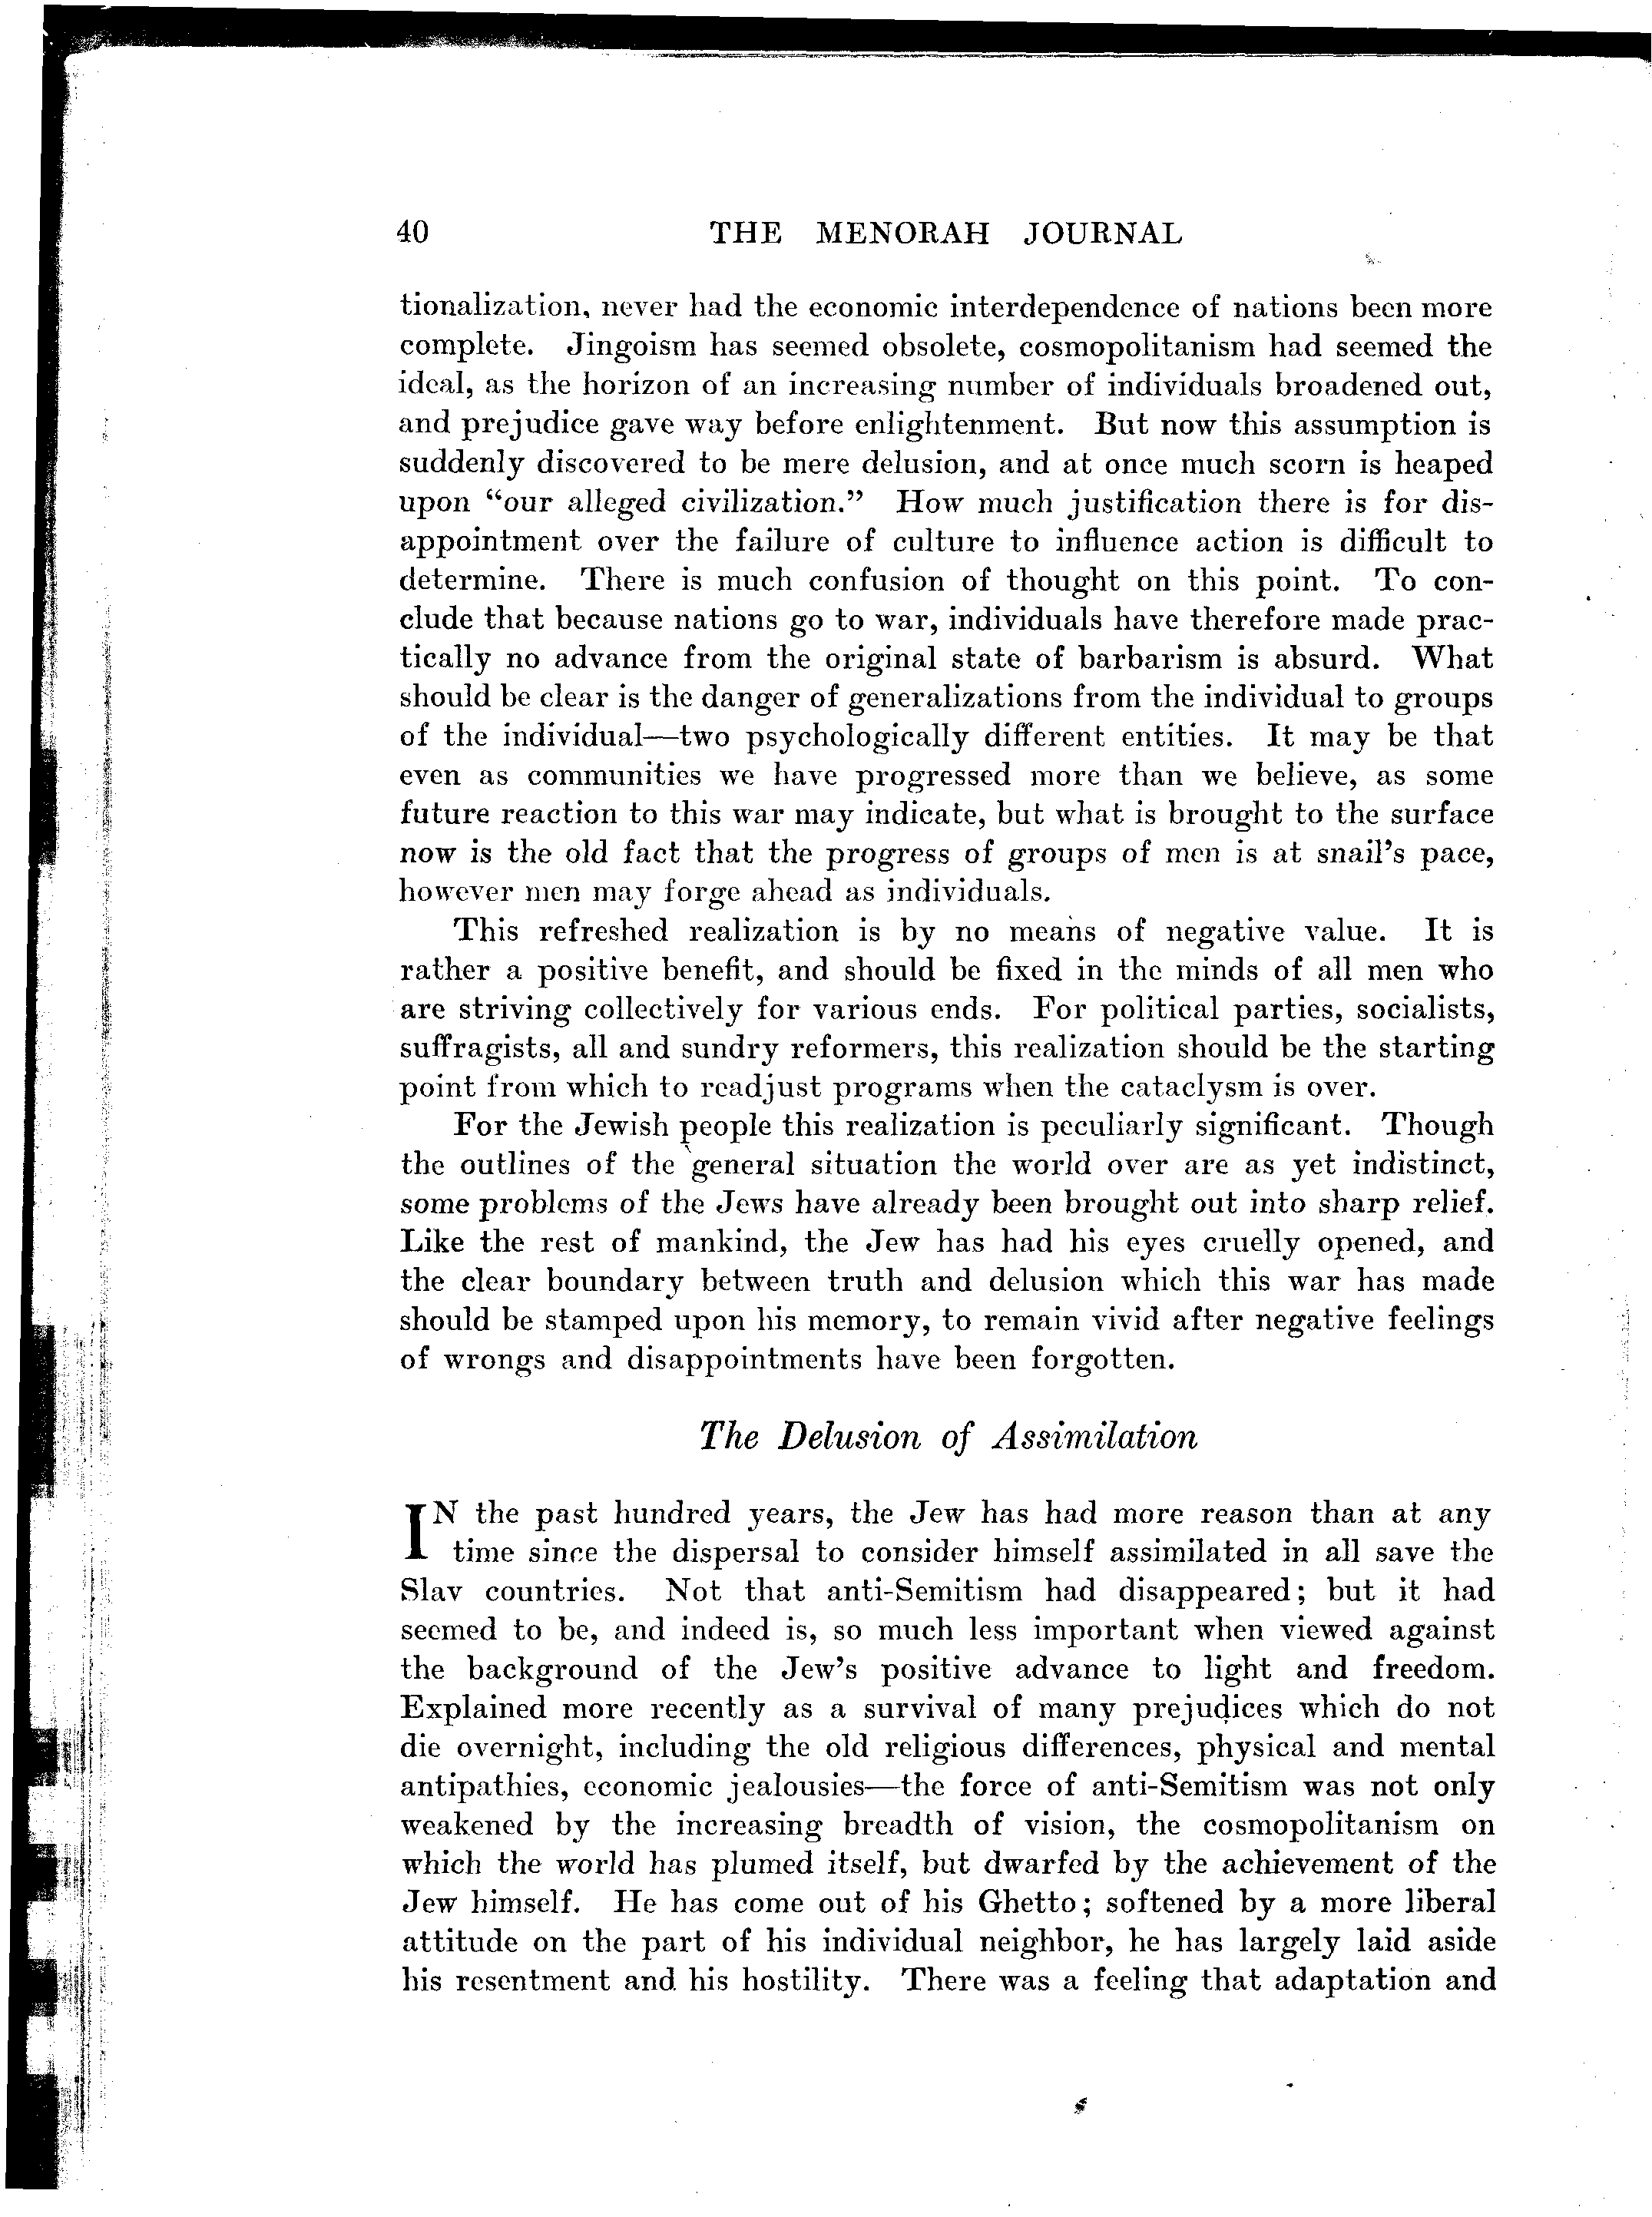 40 THE MENORAH JOURNAL
tionalization, never had the economic interdependence of nations been more
complete. Jingoism has seemed obsolete, cosmopolitanism had seemed the
ideal, as the horizon of an increasing number of individuals broadened out,
and prejudice gave way before enlightenment. But now this assumption is
suddenly discovered to be mere delusion, and at once much scorn is heaped
upon “our alleged civilization.” How much justification there is for dis-
appointment over the failure of culture to influence action is difficult to
determine. There is much confusion of thought on this point. To con-
clude that because nations go to war, individuals have therefore made prac-
tically no advance from the original state of barbarism is absurd. What
should be clear is the danger of generalizations from the individual to groups
of the individual—two psychologically different entities. It may be that
even as communities we have progressed more than we believe, as some
future reaction to this war may indicate, but what is brought to the surface
now is the old fact that the progress of groups of men is at snail’s pace,
however men may forge ahead as individuals.
This refreshed realization is by no means of negative value. It is
rather a positive benefit, and should be fixed in the minds of all men who
are striving collectively for various ends. For political parties, socialists,
suffragists, all and sundry reformers, this realization should be the starting
point from which to readjust programs when the cataclysm is over.
For the Jewish people this realization is peculiarly significant. Though
the outlines of the general situation the world over are as yet indistinct,
some problems of the Jews have already been brought out into sharp relief.
Like the rest of mankind, the Jew has had his eyes cruelly opened, and
the clear boundary between truth and delusion which this war has made
should be stamped upon his memory, to remain vivid after negative feelings
of wrongs and disappointments have been forgotten.
The Delusion of Assimilation
IN the past hundred years, the Jew has had more reason than at any
time since the dispersal to consider himself assimilated in all save the
Slav countries. Not that anti-Semitism had disappeared; but it had
seemed to be, and indeed is, so much less important when viewed against
the background of the Jew’s positive advance to light and freedom.
Explained more recently as a survival of many prejudices which do not
die overnight, including the old religious differences, physical and mental
antipathies, economic jealousies—the force of anti-Semitism was not only
weakened by the increasing breadth of vision, the cosmopolitanism on
which the world has plumed itself, but dwarfed by the achievement of the
Jew himself. He has come out of his Ghetto; softened by a more liberal
attitude on the part of his individual neighbor, he has largely laid aside
his resentment and his hostility. There was a feeling that adaptation and